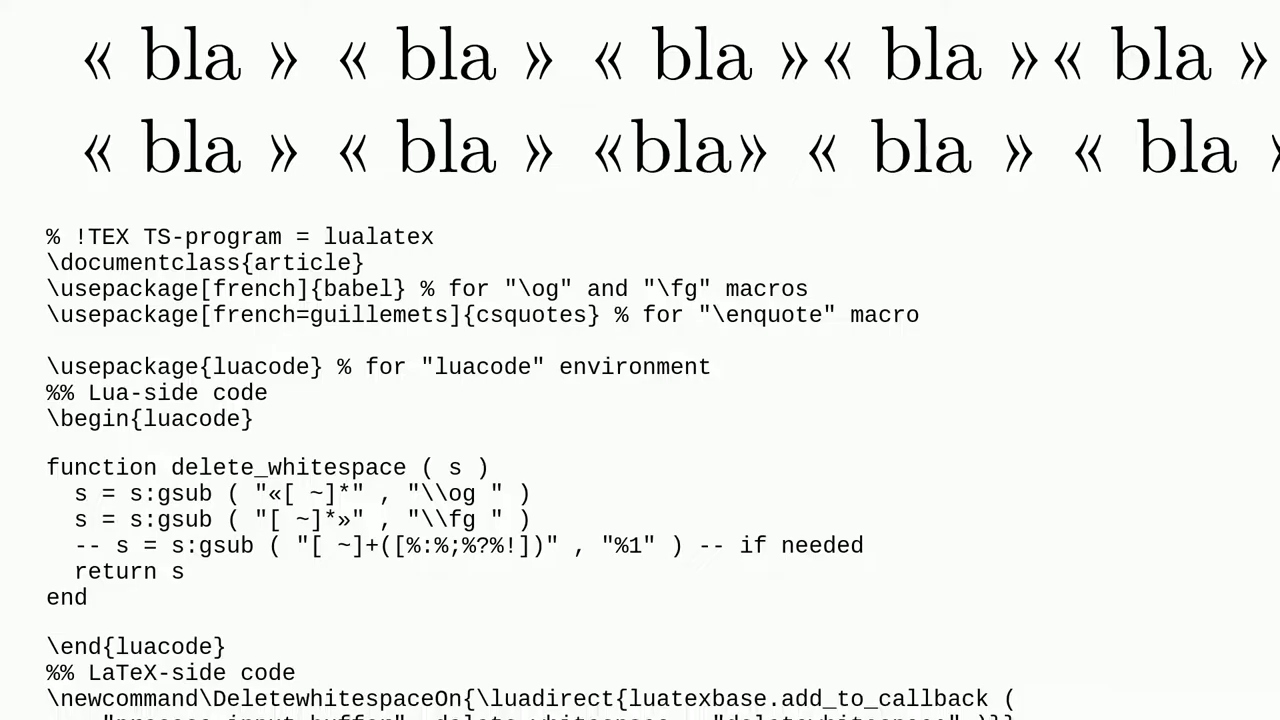 « bla » « bla » « bla »« bla »« bla »
« bla » « bla » «bla» « bla » « bla »
% !TEX TS-program = lualatex
\documentclass{article}
\usepackage[french]{babel} % for "\og" and "\fg" macros
\usepackage[french=guillemets]{csquotes} % for "\enquote" macro
\usepackage{luacode} % for "luacode" environment
%% Lua-side code
\begin{luacode}
function delete_whitespace ( s )
  s = s:gsub ( "«[ ~]*" , "\\og " )
  s = s:gsub ( "[ ~]*»" , "\\fg " )
  -- s = s:gsub ( "[ ~]+([%:%;%?%!])" , "%1" ) -- if needed
  return s
end
\end{luacode}
%% LaTeX-side code
\newcommand\DeletewhitespaceOn{\luadirect{luatexbase.add_to_callback (
    "process_input_buffer", delete_whitespace , "deletewhitespace" )}}